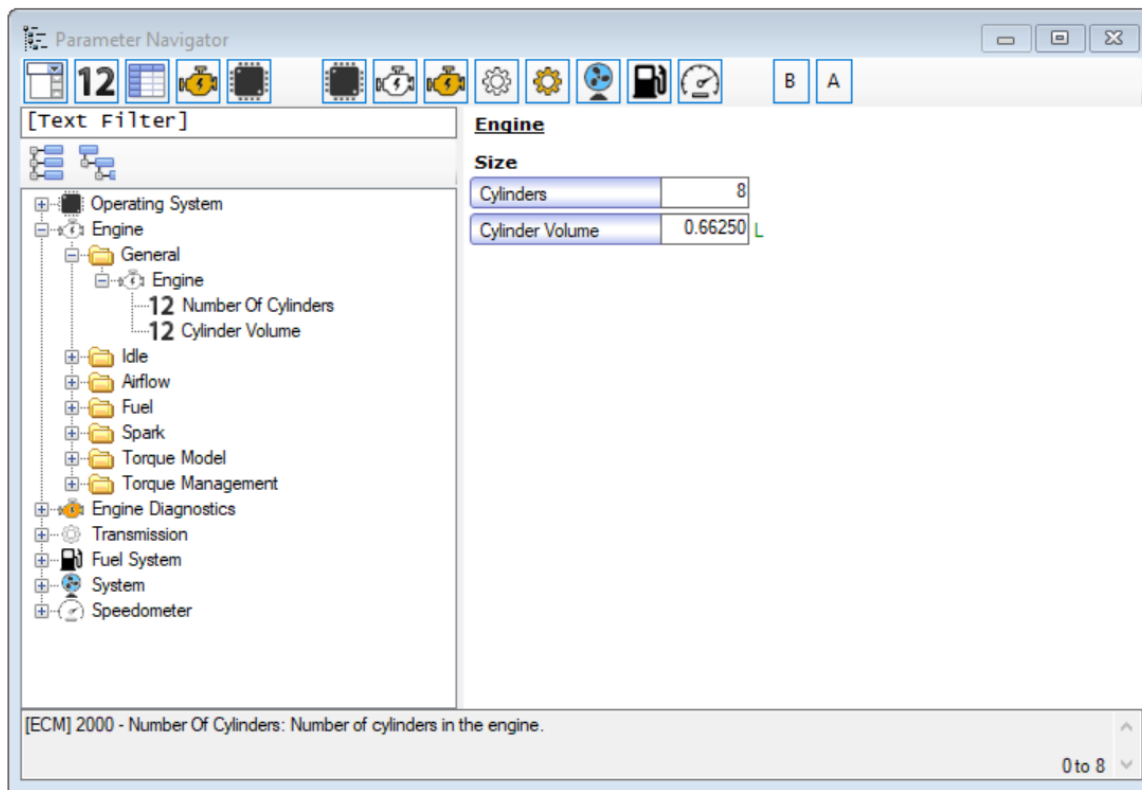 Parameter Navigator
12
B A
[Text Filter]
Operating System
Engine
General
Engine
12 Number Of Cylinders
12 Cylinder Volume
Idle
Airflow
Fuel
Spark
Torque Model
Torque Management
Engine Diagnostics
Transmission
Fuel System
System
Speedometer
Engine
Size
Cylinders 8
Cylinder Volume 0.66250 L
[ECM] 2000 - Number Of Cylinders: Number of cylinders in the engine.
0 to 8